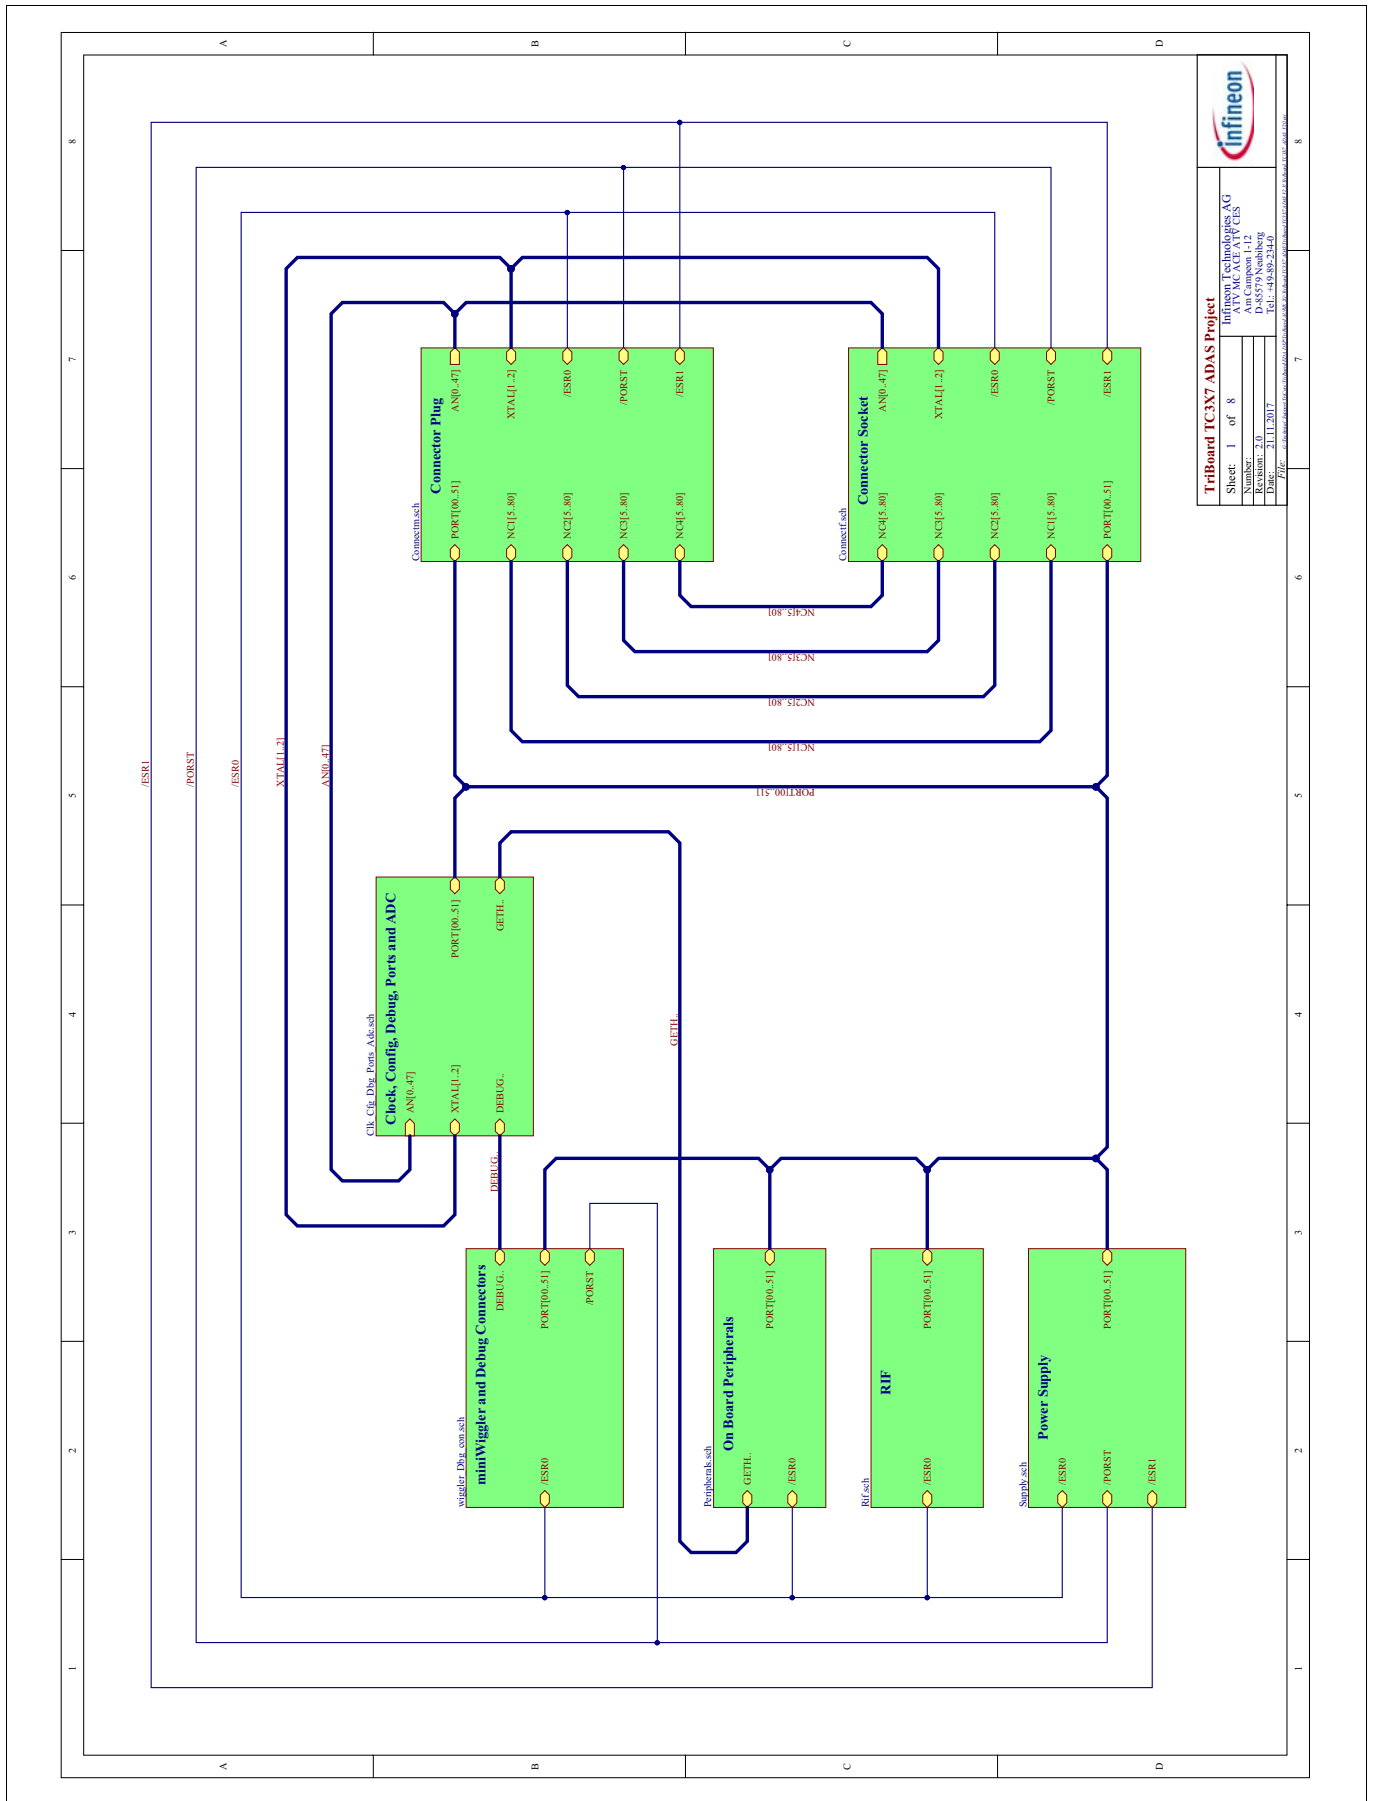 1
2
3
4
5
6
7
8
A
B
C
D
/ESR1
/PORST
/ESR0
XTAL[1..2]
AN[0..47]
Clk_Cfg_Dbg_Ports_Adc.sch
Clock, Config, Debug, Ports and ADC
AN[0..47]
XTAL[1..2]
DEBUG..
PORT[00..51]
GETH..
Connectm.sch
Connector Plug
PORT[00..51]
NC1[5..80]
NC2[5..80]
NC3[5..80]
NC4[5..80]
AN[0..47]
XTAL[1..2]
/ESR0
/PORST
/ESR1
wiggler_Dbg_con.sch
miniWiggler and Debug Connectors
/ESR0
DEBUG..
PORT[00..51]
/PORST
DEBUG..
GETH..
PORT[00..51]
NC1[5..80]
NC2[5..80]
NC3[5..80]
NC4[5..80]
Peripherals.sch
On Board Peripherals
GETH..
/ESR0
PORT[00..51]
Connectf.sch
Connector Socket
NC4[5..80]
NC3[5..80]
NC2[5..80]
NC1[5..80]
PORT[00..51]
AN[0..47]
XTAL[1..2]
/ESR0
/PORST
/ESR1
Rif.sch
RIF
/ESR0
PORT[00..51]
Supply.sch
Power Supply
/ESR0
/PORST
/ESR1
PORT[00..51]
TriBoard TC3X7 ADAS Project
Sheet: 1 of 8
Number:
Revision: 2.0
Date: 21.11.2017
File:
Infineon Technologies AG
ATV MC ACE ATV CES
Am Campeon 1-12
D-85579 Neubiberg
Tel.: +49-89-234-0
infineon
1
2
3
4
5
6
7
8
A
B
C
D